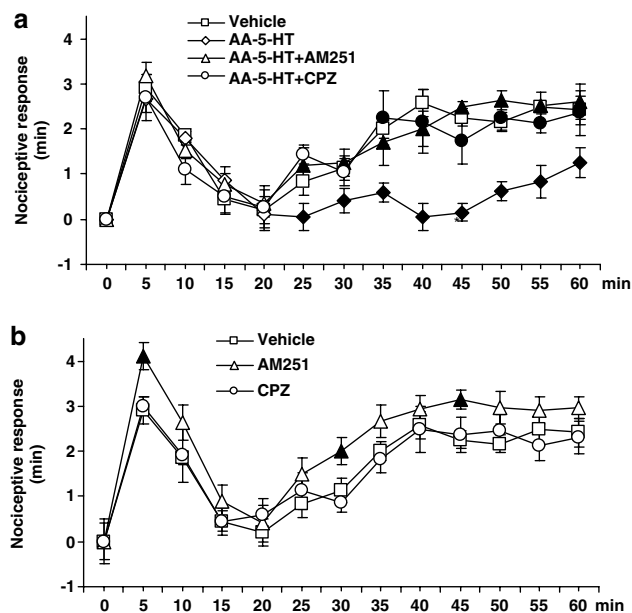 a
Vehicle
AA-5-HT
AA-5-HT+AM251
AA-5-HT+CPZ
Nociceptive response
(min)
4
3
2
1
0
-1
*
0 5 10 15 20 25 30 35 40 45 50 55 60 min
b
Vehicle
AM251
CPZ
Nociceptive response
(min)
4
3
2
1
0
-1
0 5 10 15 20 25 30 35 40 45 50 55 60 min